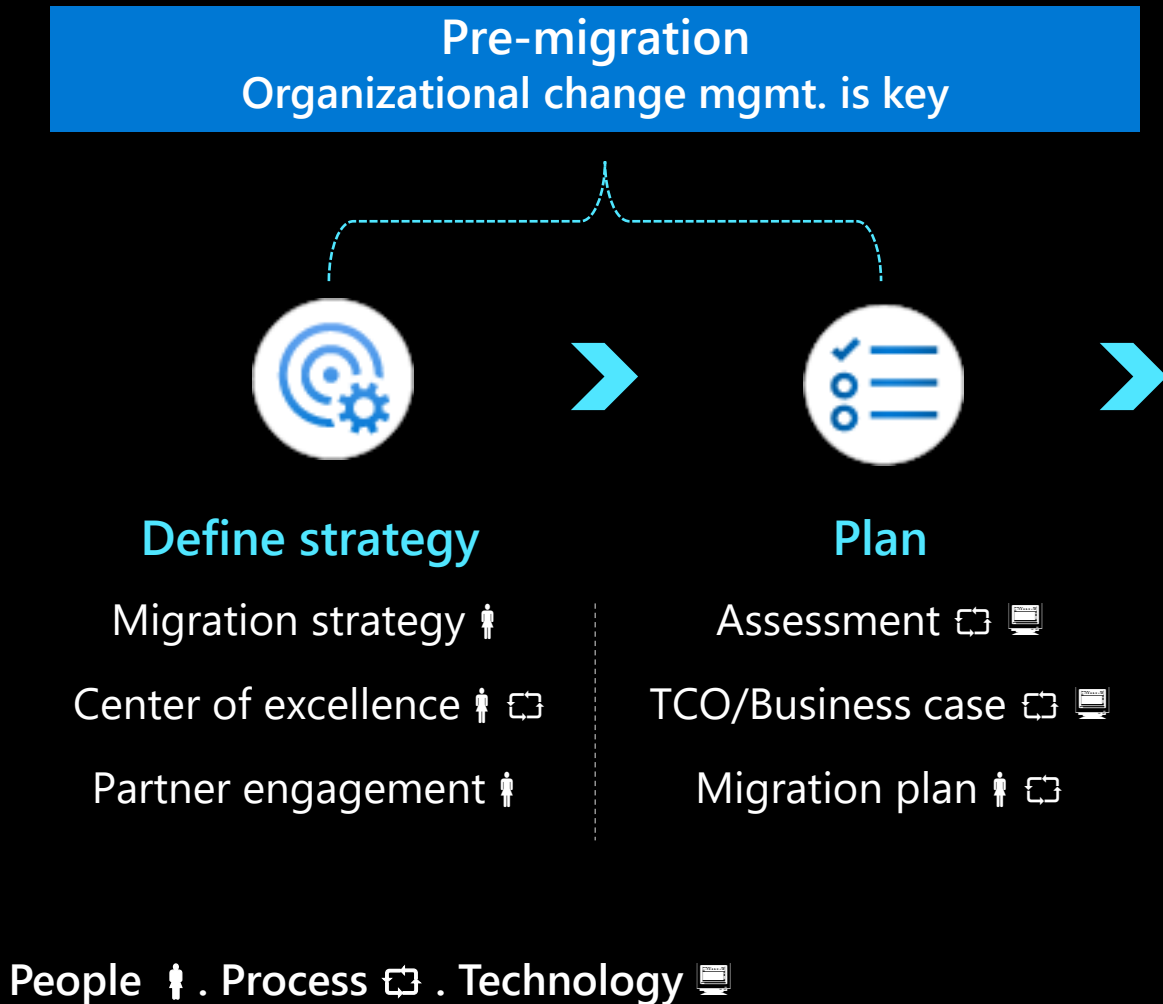 Pre-migration
Organizational change mgmt. is key
Define strategy
Migration strategy
Center of excellence
Partner engagement
Plan
Assessment
TCO/Business case
Migration plan
People . Process . Technology